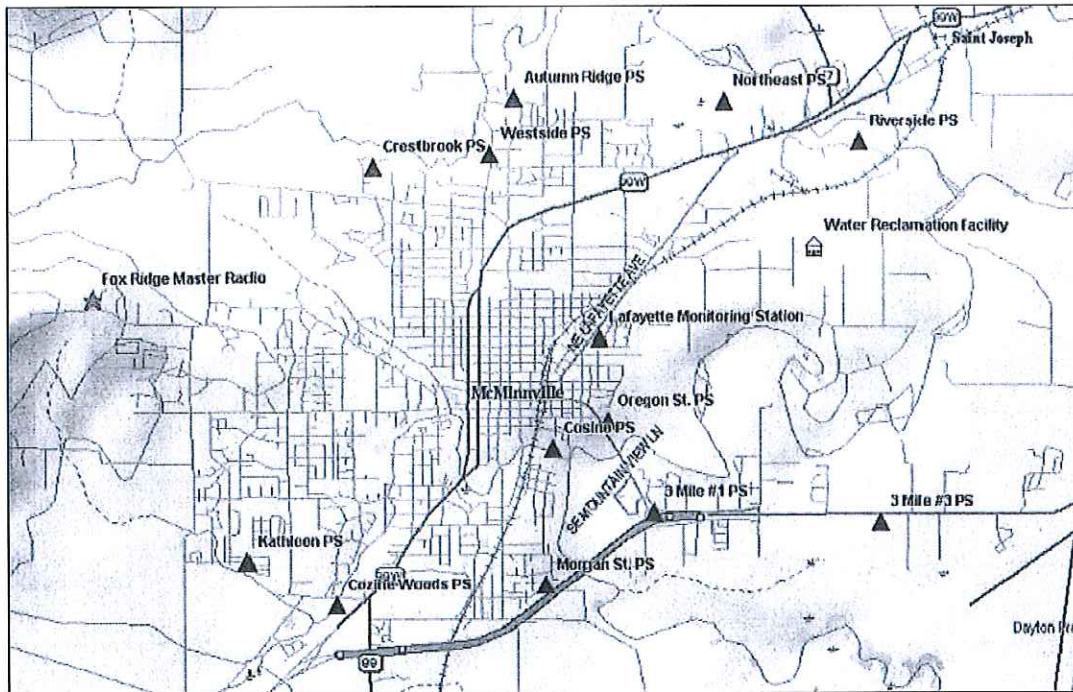 99W
Saint Joseph
Autumn Ridge PS
Northeast PS
Westside PS
Riverside PS
Crestbrook PS
99W
Water Reclamation facility
Fox Ridge Master Radio
NE LAFAYETTE AVE
Lafayette Monitoring Station
McMinnville
Oregon St. PS
Cosine PS
SE MOUNTAIN VIEW LN
3 Mile #1 PS
3 Mile #3 PS
Kathleen PS
99W
Morgan St. PS
Cozine Woods PS
Dayton Pra
99